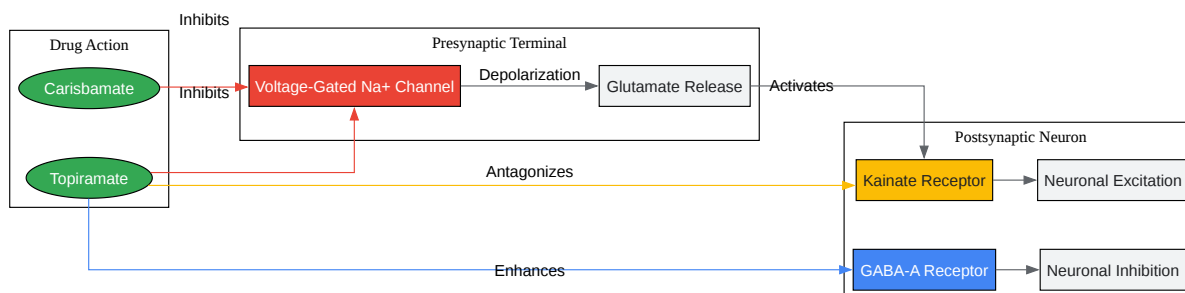 Inhibits
Drug Action
Presynaptic Terminal
Carisbamate
Inhibits
Voltage-Gated Na+ Channel
Depolarization
Glutamate Release
Activates
Postsynaptic Neuron
Topiramate
Antagonizes
Kainate Receptor
Neuronal Excitation
Enhances
GABA-A Receptor
Neuronal Inhibition